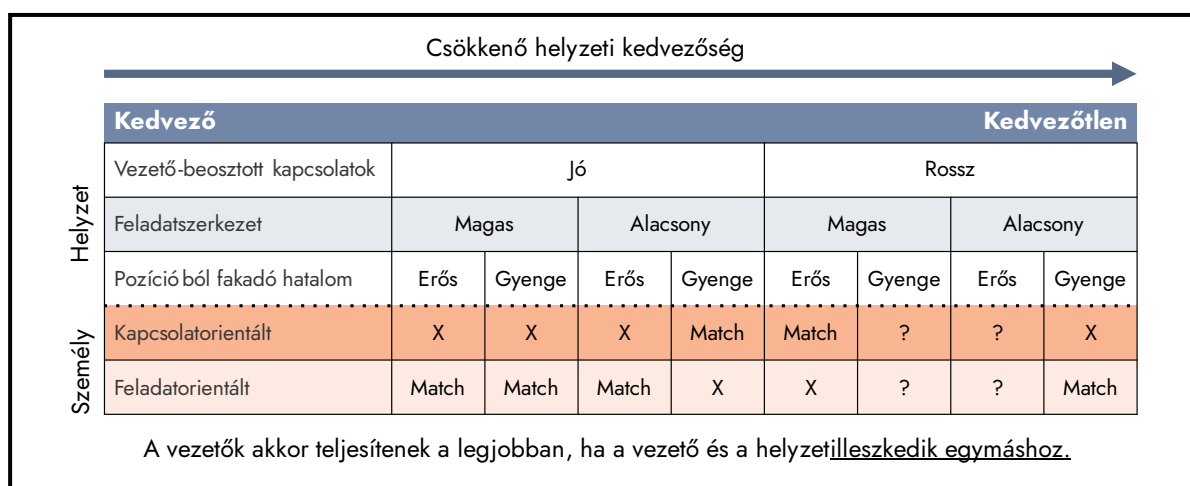 Csökkenő helyzeti kedvezőség
Kedvező Kedvezőtlen
Helyzet
Vezető-beosztott kapcsolatok Jó Rossz
Feladatszerkezet Magas Alacsony Magas Alacsony
Pozícióból fakadó hatalom Erős Gyenge Erős Gyenge Erős Gyenge Erős Gyenge
Személy
Kapcsolatorientált X X X Match Match ? ? X
Feladatorientált Match Match Match X X ? ? Match
A vezetők akkor teljesítenek a legjobban, ha a vezető és a helyzetilleszkedik egymáshoz.